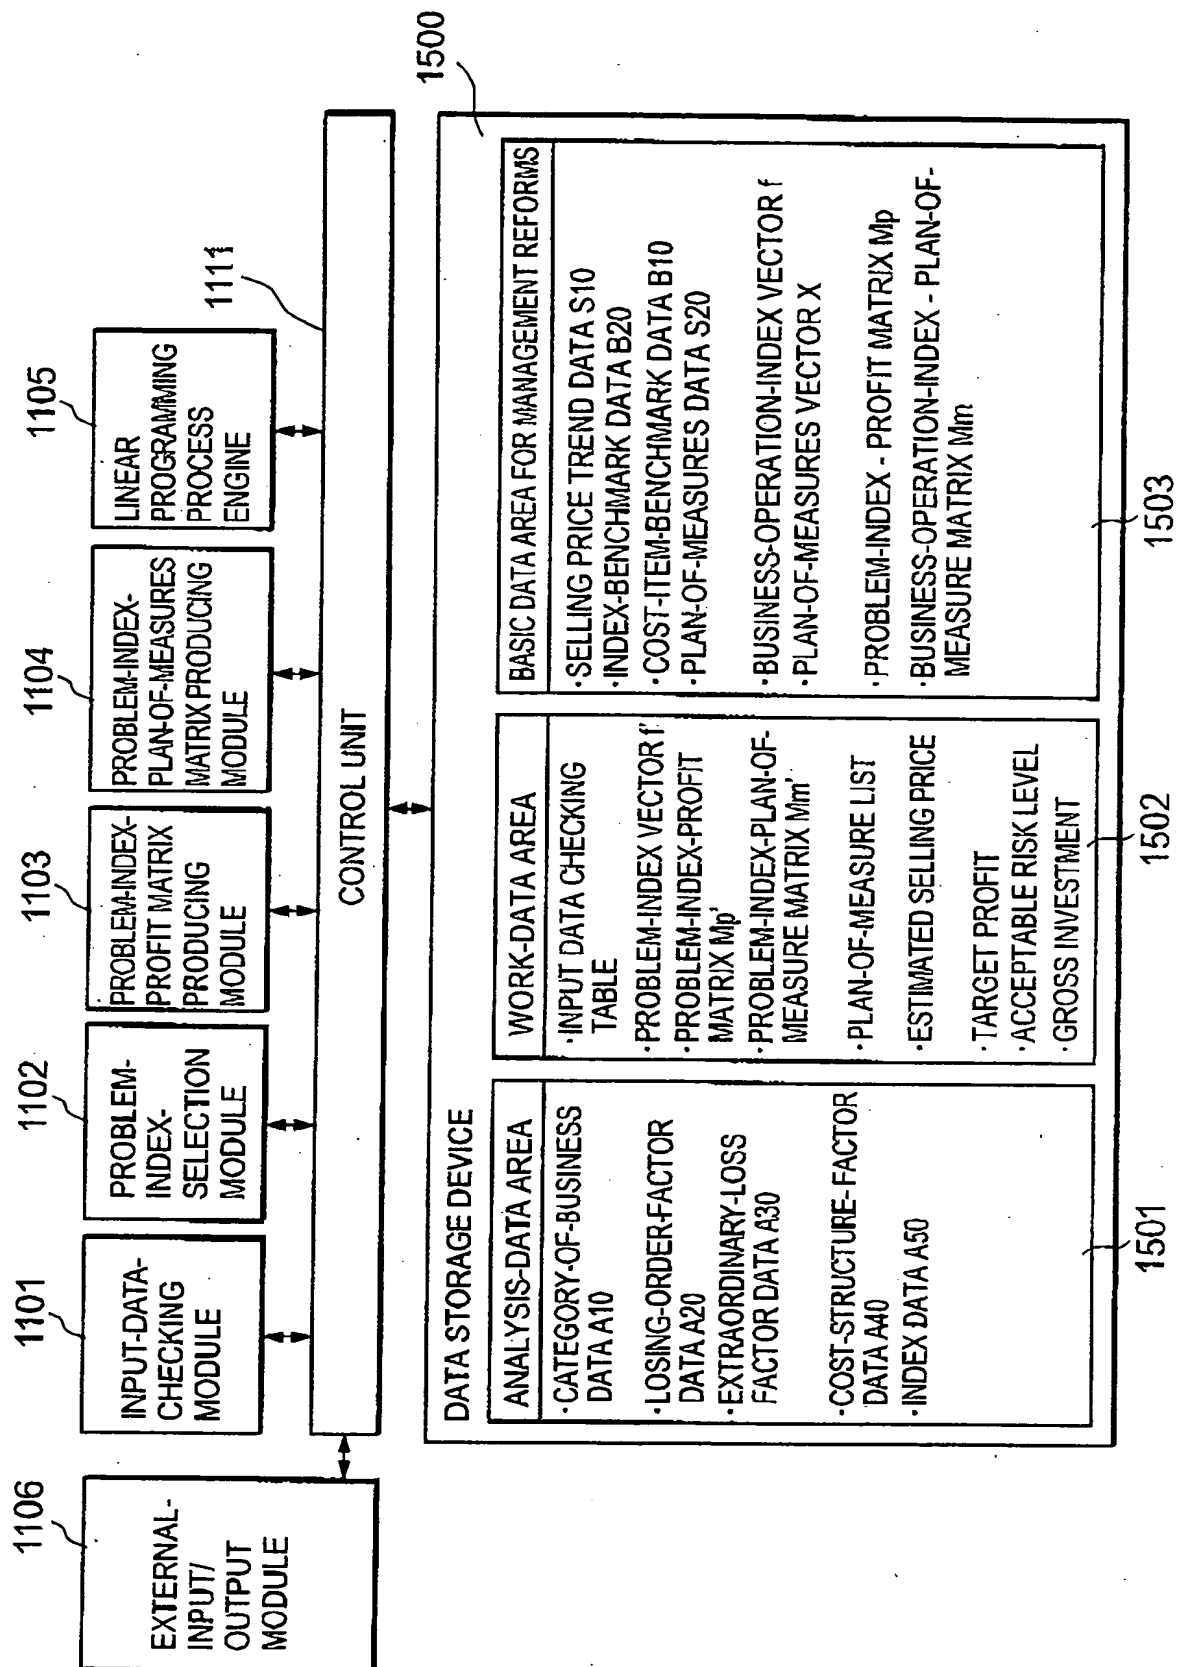 1106
EXTERNAL-
INPUT/
OUTPUT
MODULE
1101
INPUT-DATA-
CHECKING
MODULE
1102
PROBLEM-
INDEX-
SELECTION
MODULE
1103
PROBLEM-INDEX-
PROFIT MATRIX
PRODUCING
MODULE
1104
PROBLEM-INDEX-
PLAN-OF-MEASURES
MATRIX PRODUCING
MODULE
1105
LINEAR
PROGRAMMING
PROCESS
ENGINE
1111
CONTROL UNIT
1500
DATA STORAGE DEVICE
ANALYSIS-DATA AREA
·CATEGORY-OF-BUSINESS
DATA A10
·LOSING-ORDER-FACTOR
DATA A20
·EXTRAORDINARY-LOSS
FACTOR DATA A30
·COST-STRUCTURE-FACTOR
DATA A40
·INDEX DATA A50
1501
WORK-DATA AREA
·INPUT DATA CHECKING
TABLE
·PROBLEM-INDEX VECTOR f'
·PROBLEM-INDEX-PROFIT
MATRIX Mp'
·PROBLEM-INDEX-PLAN-OF-
MEASURE MATRIX Mm'
·PLAN-OF-MEASURE LIST
·ESTIMATED SELLING PRICE
·TARGET PROFIT
·ACCEPTABLE RISK LEVEL
·GROSS INVESTMENT
1502
BASIC DATA AREA FOR MANAGEMENT REFORMS
·SELLING PRICE TREND DATA S10
·INDEX-BENCHMARK DATA B20
·COST-ITEM-BENCHMARK DATA B10
·PLAN-OF-MEASURES DATA S20
·BUSINESS-OPERATION-INDEX VECTOR f
·PLAN-OF-MEASURES VECTOR X
·PROBLEM-INDEX - PROFIT MATRIX Mp
·BUSINESS-OPERATION-INDEX - PLAN-OF-
MEASURE MATRIX Mm
1503